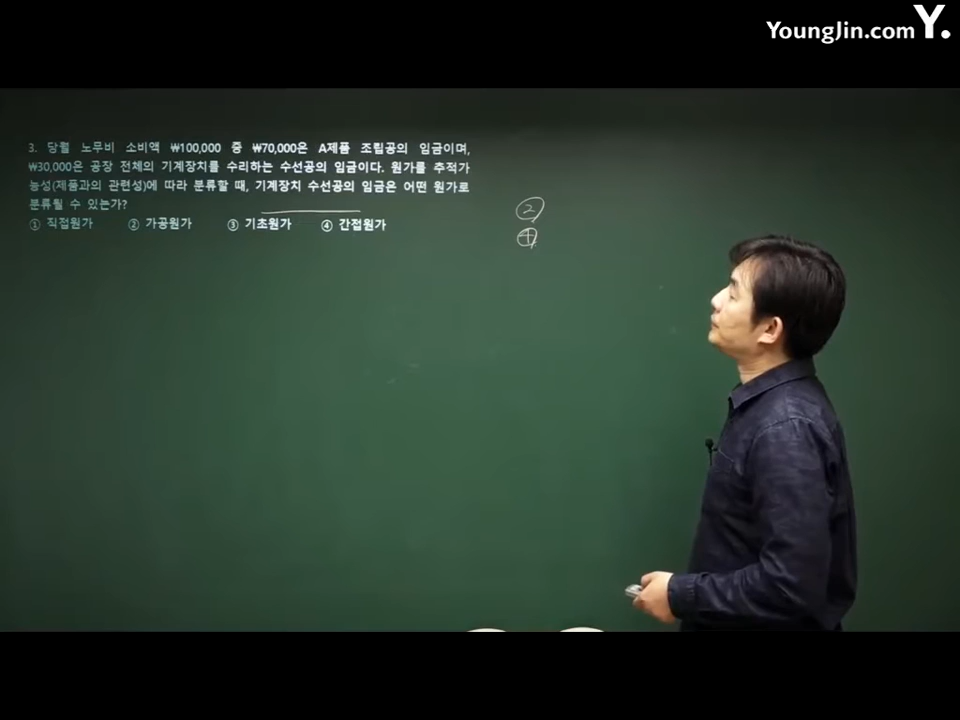 YoungJin.com Y.
3. 당월 노무비 소비액 ₩100,000 중 ₩70,000은 A제품 조립공의 임금이며,
₩30,000은 공장 전체의 기계장치를 수리하는 수선공의 임금이다. 원가를 추적가
능성(제품과의 관련성)에 따라 분류할 때, 기계장치 수선공의 임금은 어떤 원가로
분류될 수 있는가?
① 직접원가 ② 가공원가 ③ 기초원가 ④ 간접원가
②
④